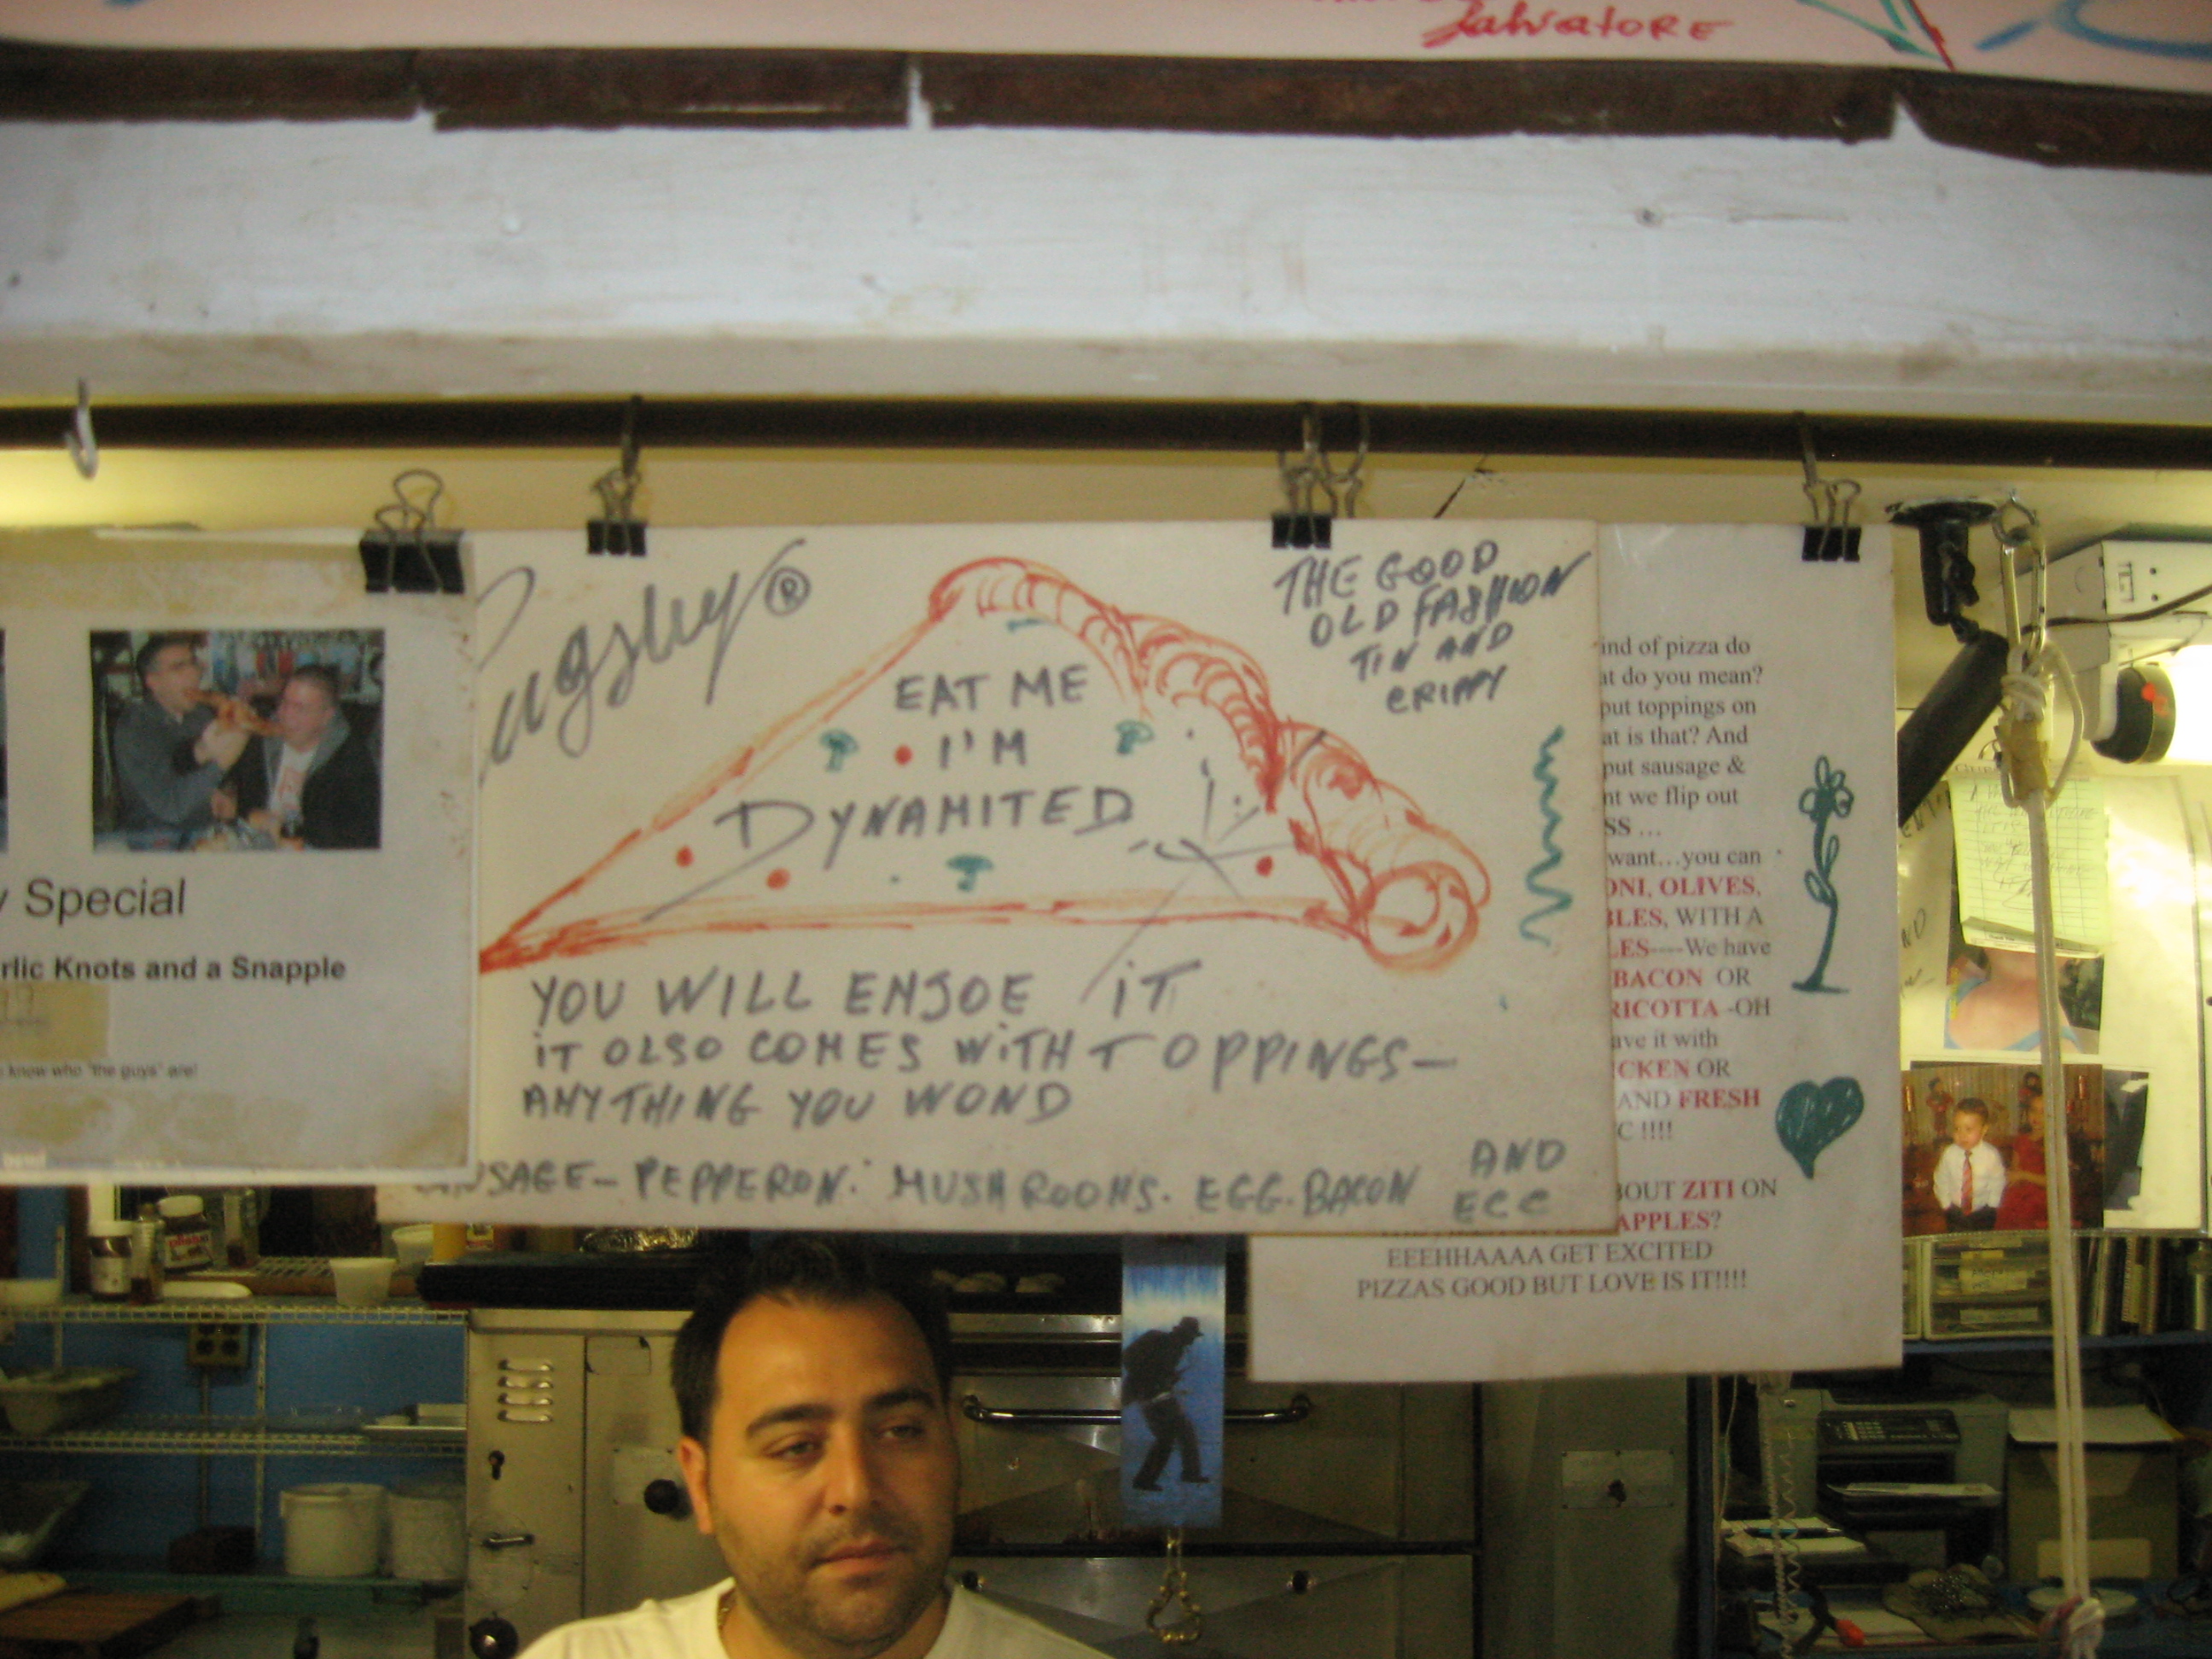 Salvatore
Pugsley®
THE GOOD
OLD FASHION
TIN AND
CRIPPY
EAT ME
I'M
DYNAMITED
YOU WILL ENJOE IT
IT OLSO COMES WITH TOPPINGS—
ANYTHING YOU WOND
SAUSAGE— PEPPERONI MUSHROOMS. EGG. BACON AND
ECC
y Special
rlic Knots and a Snapple
know who "the guys" are!
ind of pizza do
at do you mean?
put toppings on
at is that? And
put sausage &
nt we flip out
SS ...
want...you can
ONI, OLIVES,
BLES, WITH A
LES----We have
BACON OR
RICOTTA -OH
ave it with
ICKEN OR
AND FRESH
C !!!!
BOUT ZITI ON
APPLES?
EEEHHAAAA GET EXCITED
PIZZAS GOOD BUT LOVE IS IT!!!!